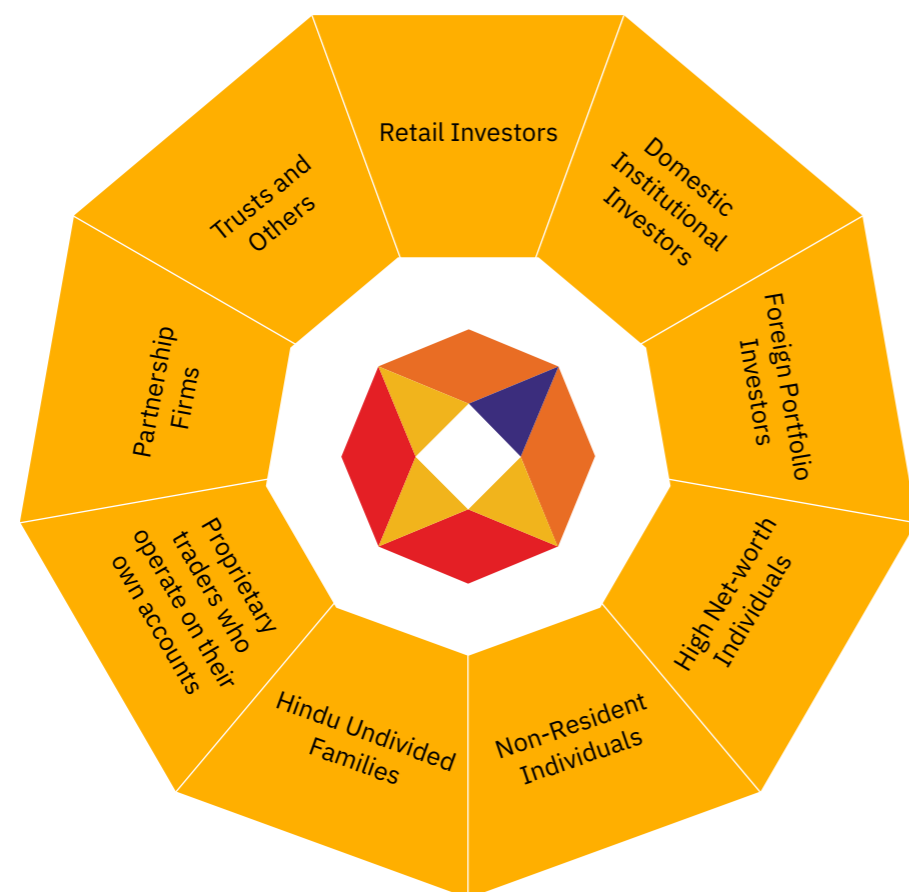 Retail Investors
Domestic
Institutional
Investors
Foreign Portfolio
Investors
High Net-worth
Individuals
Non-Resident
Individuals
Hindu Undivided
Families
Proprietary
traders who
operate on their
own accounts
Partnership
Firms
Trusts and
Others